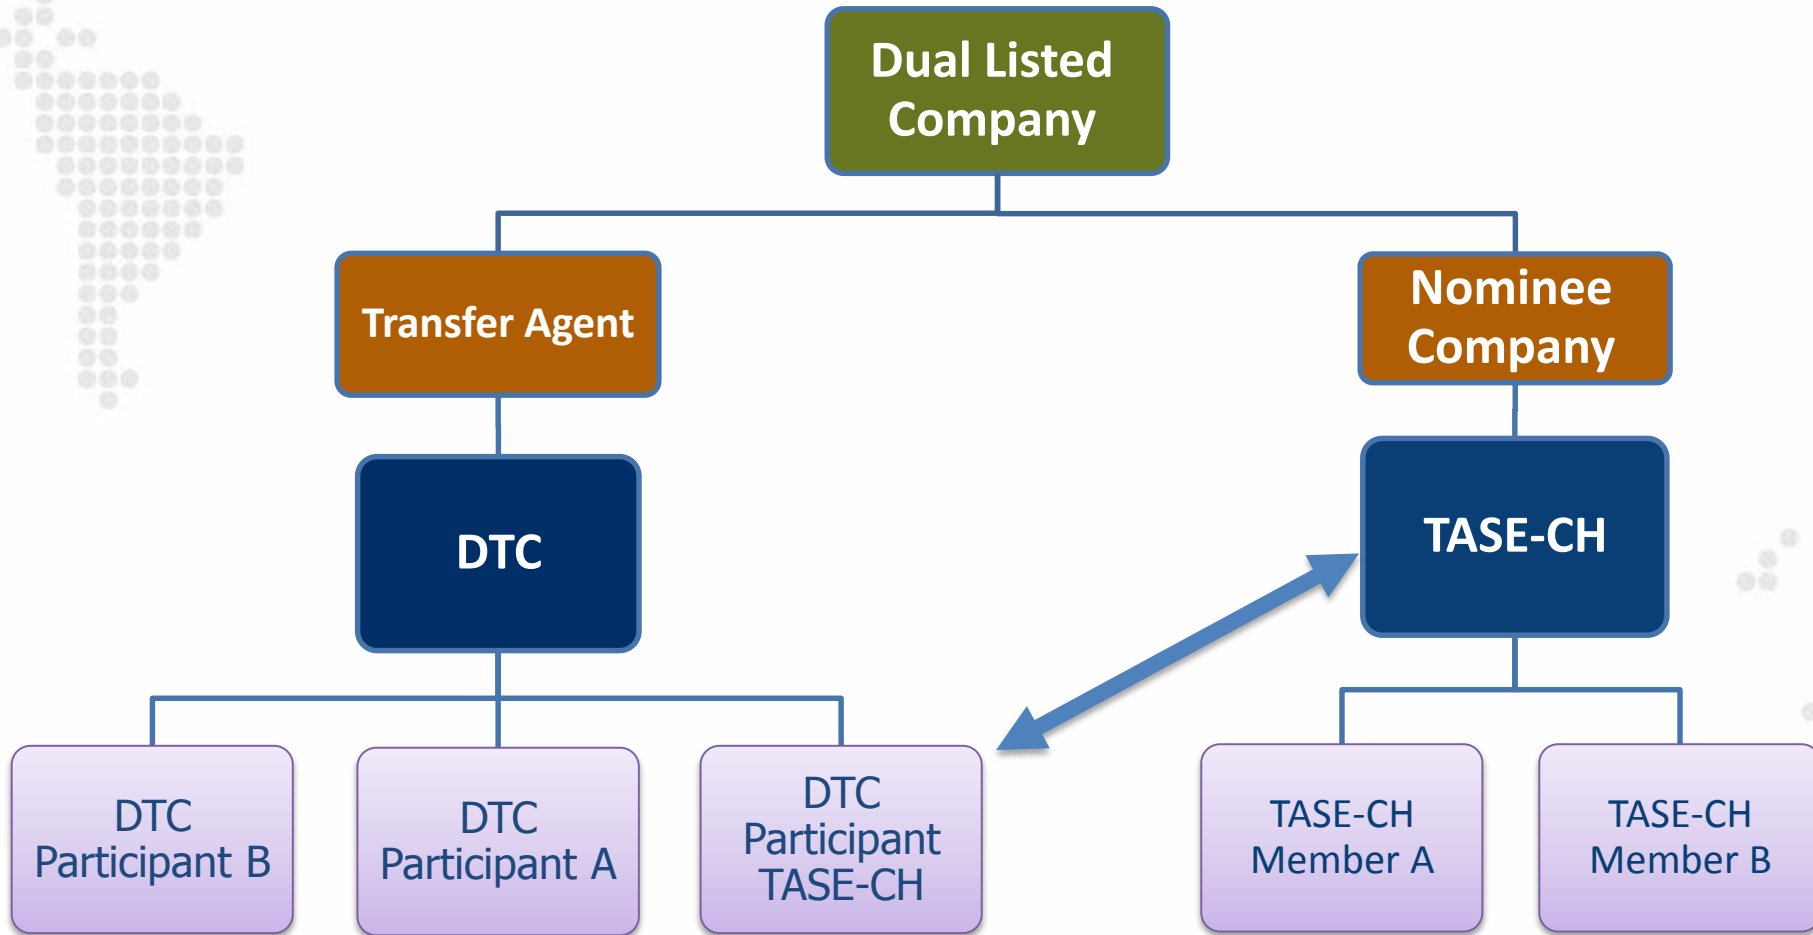 Dual Listed
Company
Transfer Agent
Nominee
Company
DTC
TASE-CH
DTC
Participant B
DTC
Participant A
DTC
Participant
TASE-CH
TASE-CH
Member A
TASE-CH
Member B